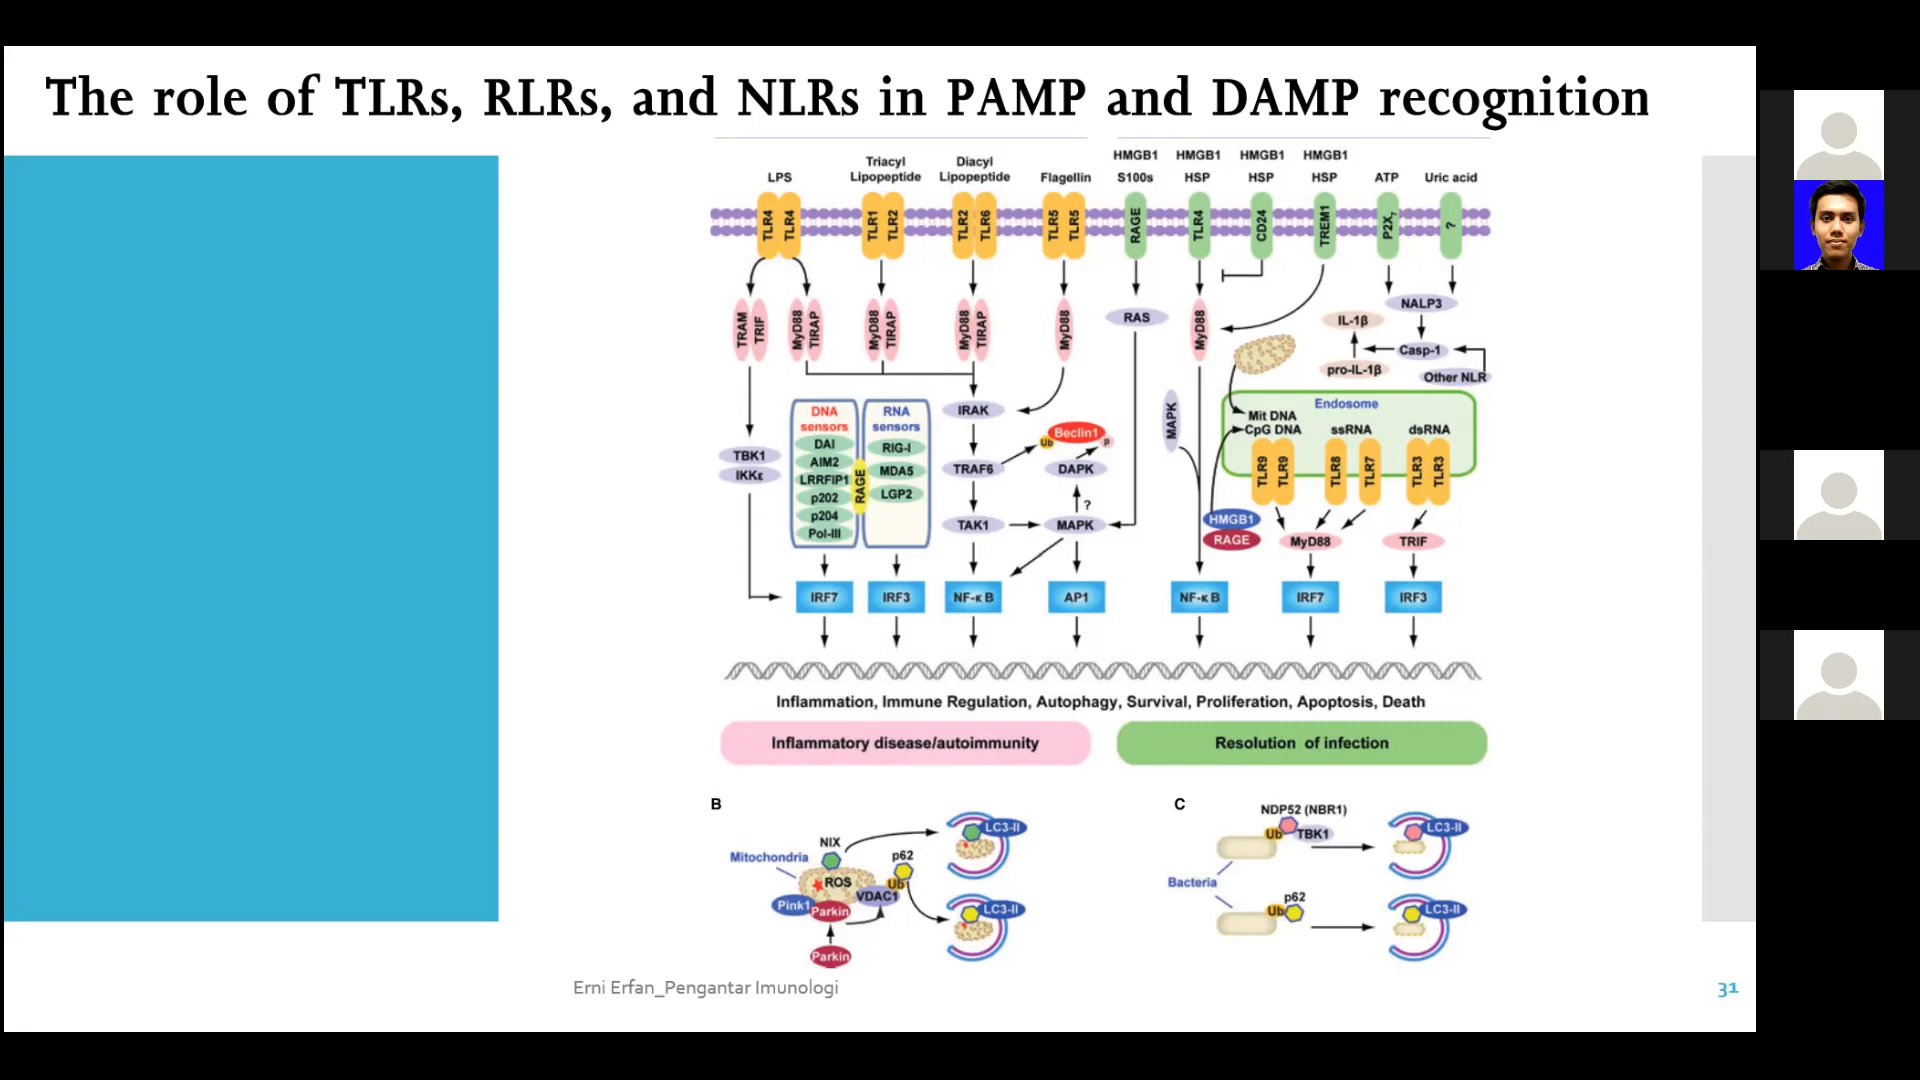 The role of TLRs, RLRs, and NLRs in PAMP and DAMP recognition
LPS
Triacyl
Lipopeptide
Diacyl
Lipopeptide
Flagellin
HMGB1
S100s
HMGB1
HSP
HMGB1
HSP
HMGB1
HSP
ATP
Uric acid
TLR4
TLR4
TLR1
TLR2
TLR2
TLR6
TLR5
TLR5
RAGE
TLR4
CD24
TREM1
P2X7
?
TRAM
TRIF
MyD88
TIRAP
MyD88
TIRAP
MyD88
TIRAP
MyD88
RAS
MyD88
NALP3
IL-1β
Casp-1
pro-IL-1β
Other NLR
DNA
sensors
DAI
AIM2
LRRFIP1
p202
p204
Pol-III
RAGE
RNA
sensors
RIG-I
MDA5
LGP2
IRAK
Beclin1
Ub
P
TBK1
IKKε
TRAF6
DAPK
?
TAK1
MAPK
MAPK
Endosome
Mit DNA
CpG DNA
ssRNA
dsRNA
TLR9
TLR9
TLR8
TLR7
TLR3
TLR3
HMGB1
RAGE
MyD88
TRIF
IRF7
IRF3
NF-κB
AP1
NF-κB
IRF7
IRF3
Inflammation, Immune Regulation, Autophagy, Survival, Proliferation, Apoptosis, Death
Inflammatory disease/autoimmunity
Resolution of infection
B
NIX
Mitochondria
ROS
Pink1
Parkin
VDAC1
Ub
p62
Parkin
LC3-II
LC3-II
C
NDP52 (NBR1)
Ub
TBK1
LC3-II
Bacteria
p62
Ub
LC3-II
Erni Erfan_Pengantar Imunologi
31